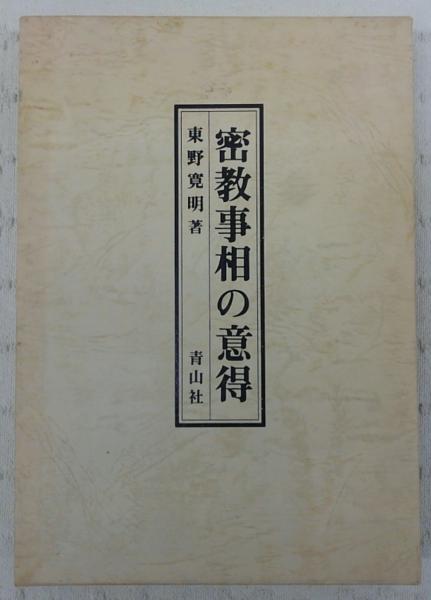 密教事相の意得
東野寛明著
青山社